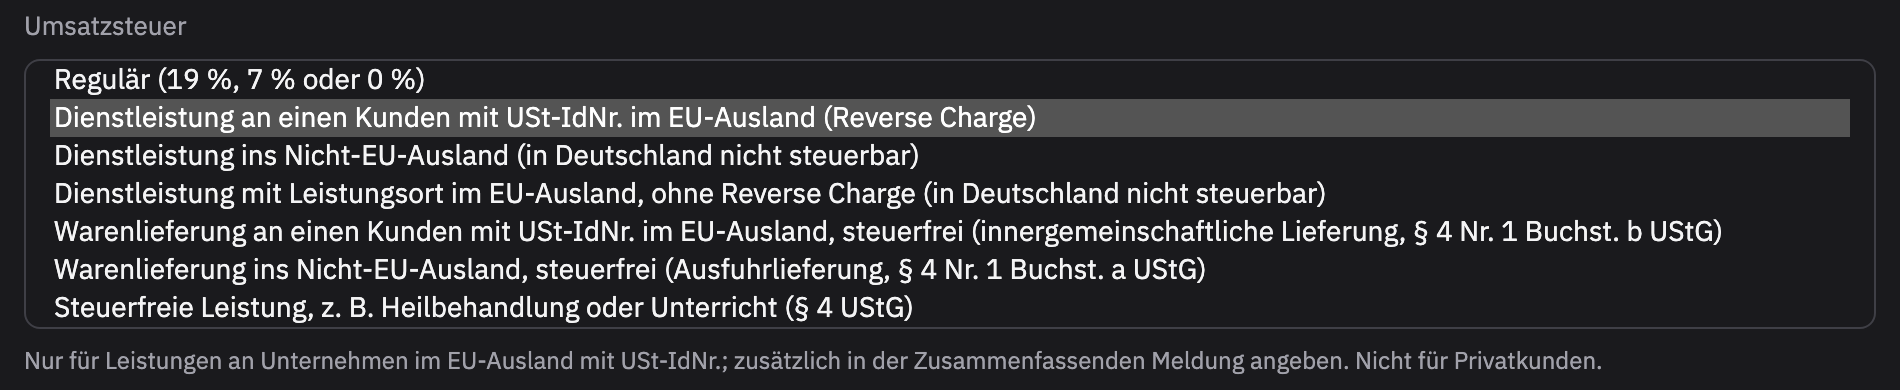 Umsatzsteuer
Regulär (19 %, 7 % oder 0 %)
Dienstleistung an einen Kunden mit USt-IdNr. im EU-Ausland (Reverse Charge)
Dienstleistung ins Nicht-EU-Ausland (in Deutschland nicht steuerbar)
Dienstleistung mit Leistungsort im EU-Ausland, ohne Reverse Charge (in Deutschland nicht steuerbar)
Warenlieferung an einen Kunden mit USt-IdNr. im EU-Ausland, steuerfrei (innergemeinschaftliche Lieferung, § 4 Nr. 1 Buchst. b UStG)
Warenlieferung ins Nicht-EU-Ausland, steuerfrei (Ausfuhrlieferung, § 4 Nr. 1 Buchst. a UStG)
Steuerfreie Leistung, z. B. Heilbehandlung oder Unterricht (§ 4 UStG)
Nur für Leistungen an Unternehmen im EU-Ausland mit USt-IdNr.; zusätzlich in der Zusammenfassenden Meldung angeben. Nicht für Privatkunden.